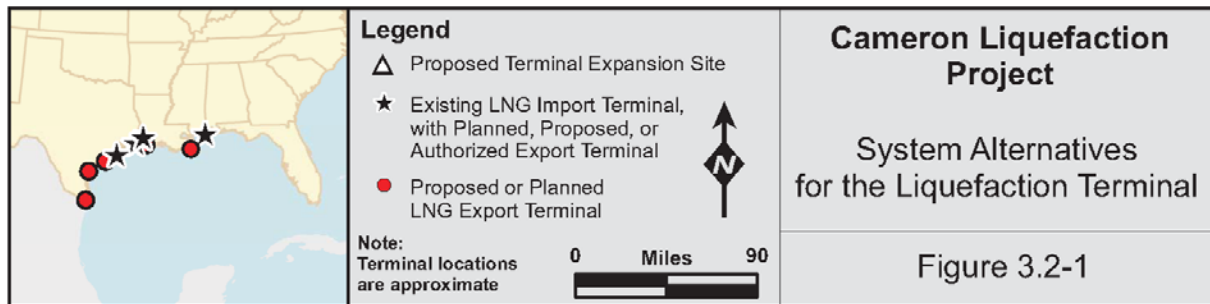 Legend
Proposed Terminal Expansion Site
Existing LNG Import Terminal,
with Planned, Proposed, or
Authorized Export Terminal
Proposed or Planned
LNG Export Terminal
N
Note:
Terminal locations
are approximate
0 Miles 90
Cameron Liquefaction
Project
System Alternatives
for the Liquefaction Terminal
Figure 3.2-1